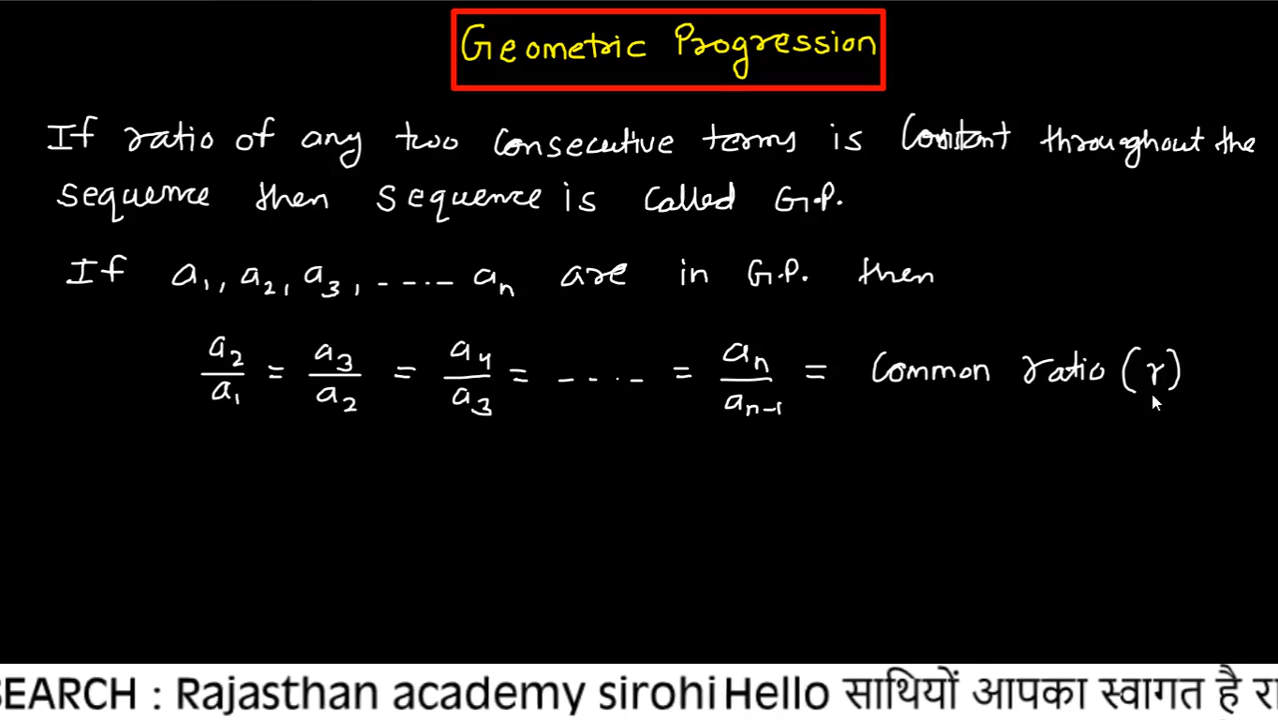 Geometric Progression
If ratio of any two consecutive terms is Constant throughout the
sequence then sequence is called G.P.
If a₁, a₂, a₃, ------ aₙ are in G.P. then
a₂/a₁ = a₃/a₂ = a₄/a₃ = ----- = aₙ/aₙ₋₁ = Common ratio (r)
SEARCH : Rajasthan academy sirohi Hello साथियों आपका स्वागत है रा